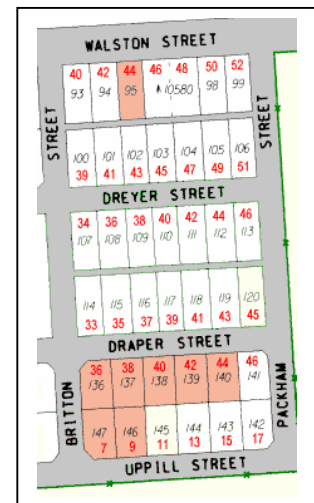 WALSTON STREET
40 42 44 46 48 50 52
93 94 95 10580 98 99
STREET STREET
100 101 102 103 104 105 106
39 41 43 45 47 49 51
DREYER STREET
34 36 38 40 42 44 46
107 108 109 110 111 112 113
114 115 116 117 118 119 120
33 35 37 39 41 43 45
DRAPER STREET
36 38 40 42 44 46
136 137 138 139 140 141
BRITTON PACKHAM
147 146 145 144 143 142
7 9 11 13 15 17
UPPILL STREET